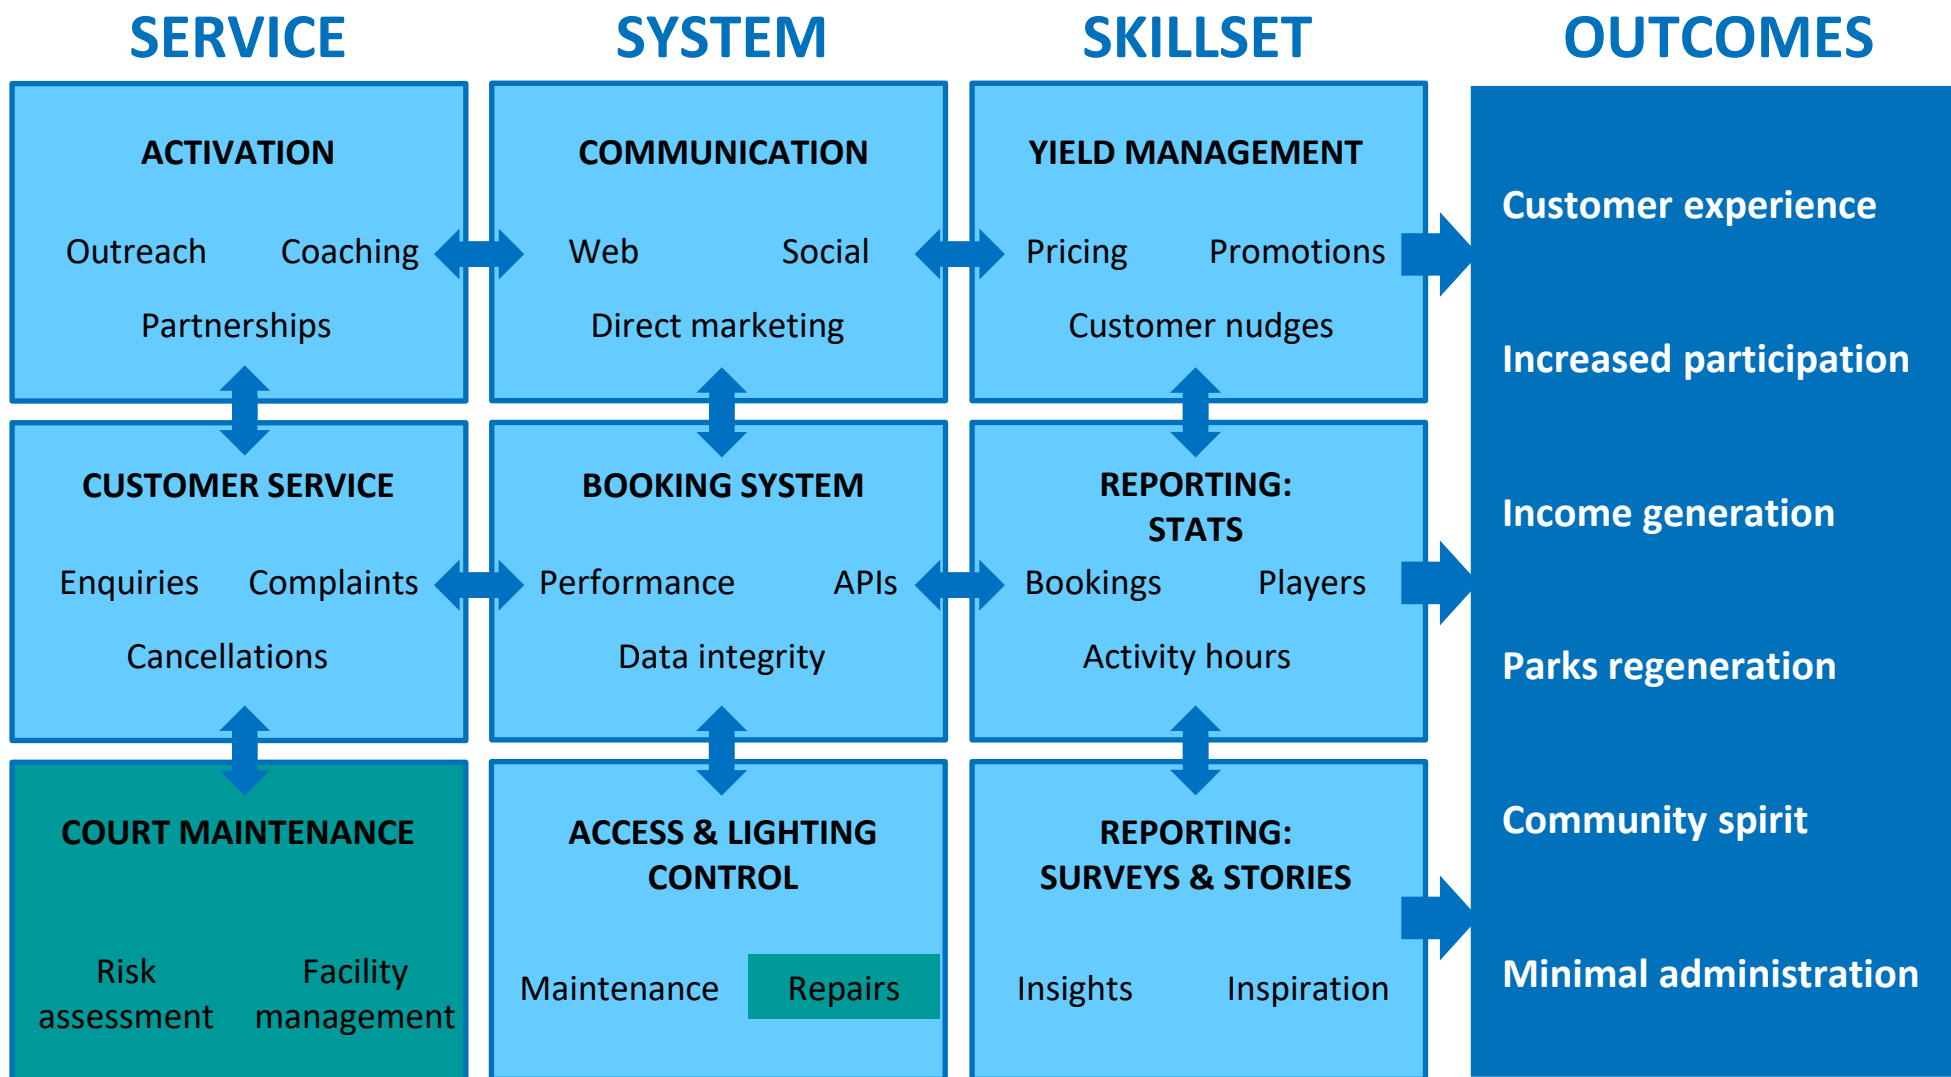 SERVICE
SYSTEM
SKILLSET
OUTCOMES
ACTIVATION
Outreach
Coaching
Partnerships
COMMUNICATION
Web
Social
Direct marketing
YIELD MANAGEMENT
Pricing
Promotions
Customer nudges
CUSTOMER SERVICE
Enquiries
Complaints
Cancellations
BOOKING SYSTEM
Performance
APIs
Data integrity
REPORTING:
STATS
Bookings
Players
Activity hours
COURT MAINTENANCE
Risk
assessment
Facility
management
ACCESS & LIGHTING
CONTROL
Maintenance
Repairs
REPORTING:
SURVEYS & STORIES
Insights
Inspiration
Customer experience
Increased participation
Income generation
Parks regeneration
Community spirit
Minimal administration